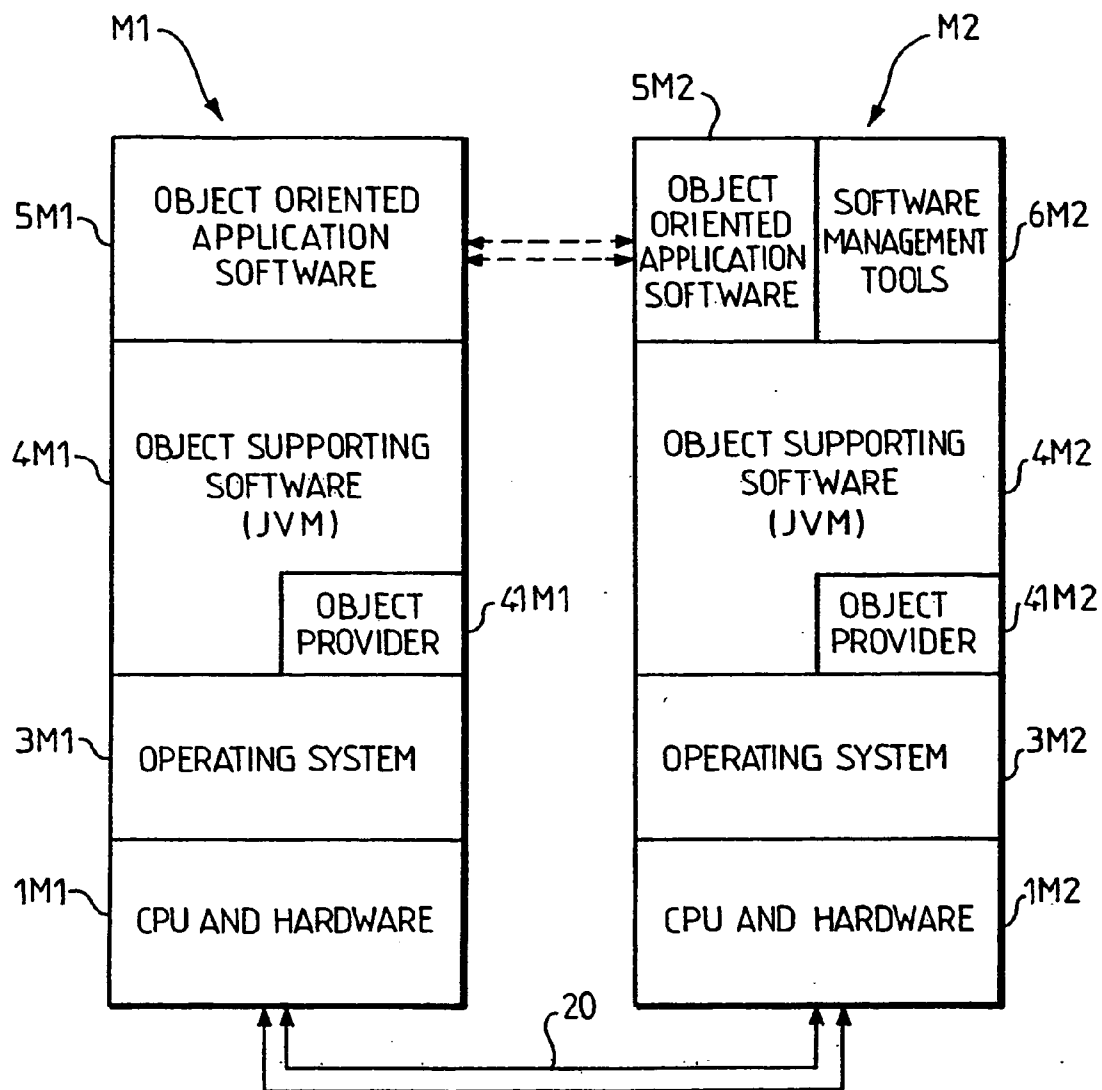 M1
M2
5M2
5M1
OBJECT ORIENTED
APPLICATION
SOFTWARE
OBJECT
ORIENTED
APPLICATION
SOFTWARE
SOFTWARE
MANAGEMENT
TOOLS
6M2
4M1
OBJECT SUPPORTING
SOFTWARE
(JVM)
OBJECT SUPPORTING
SOFTWARE
(JVM)
4M2
OBJECT
PROVIDER
41M1
OBJECT
PROVIDER
41M2
3M1
OPERATING SYSTEM
OPERATING SYSTEM
3M2
1M1
CPU AND HARDWARE
CPU AND HARDWARE
1M2
20